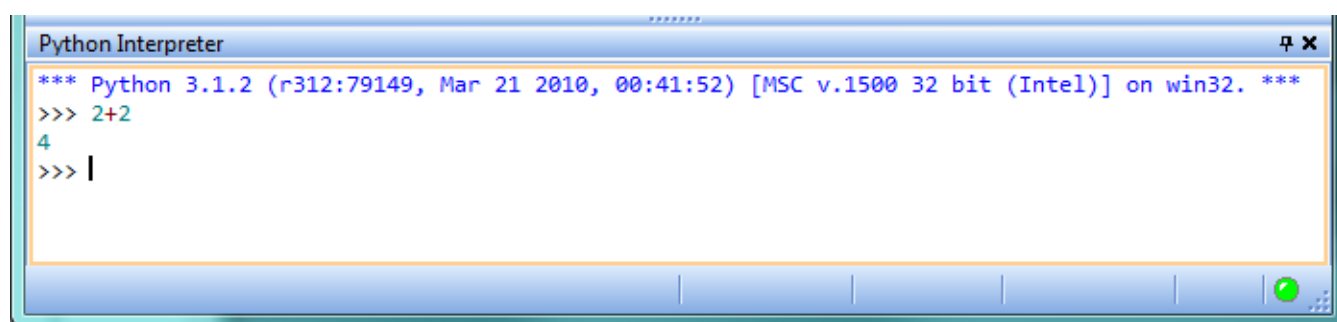 Python Interpreter
*** Python 3.1.2 (r312:79149, Mar 21 2010, 00:41:52) [MSC v.1500 32 bit (Intel)] on win32. ***
>>> 2+2
4
>>>